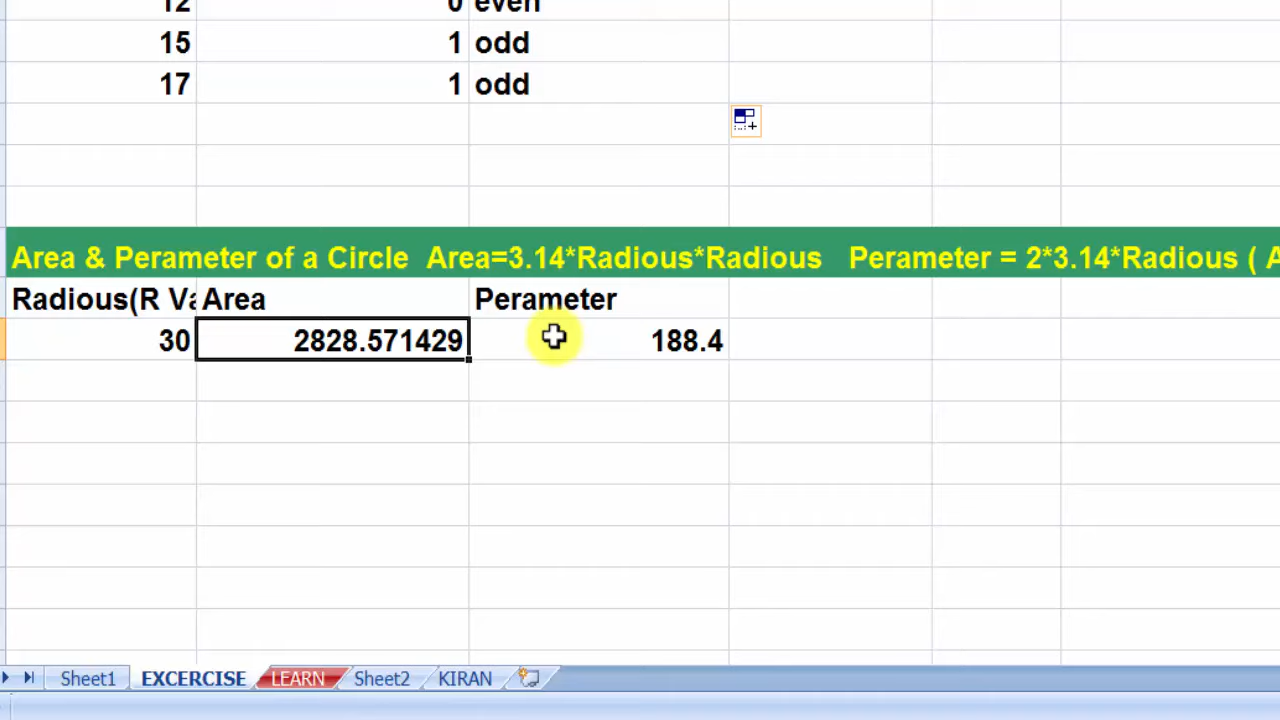 12 0 even
15 1 odd
17 1 odd
Area & Perameter of a Circle Area=3.14*Radious*Radious Perameter = 2*3.14*Radious ( A
Radious(R Va Area Perameter
30 2828.571429 188.4
Sheet1 EXCERCISE LEARN Sheet2 KIRAN